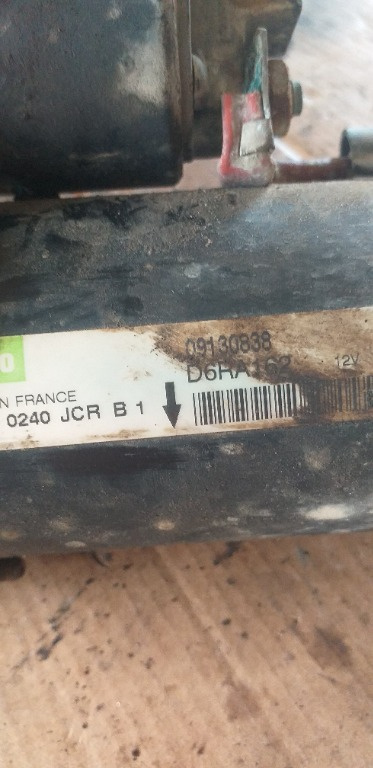 O
09130838
D6RA162
12V
N FRANCE
0240 JCR B 1